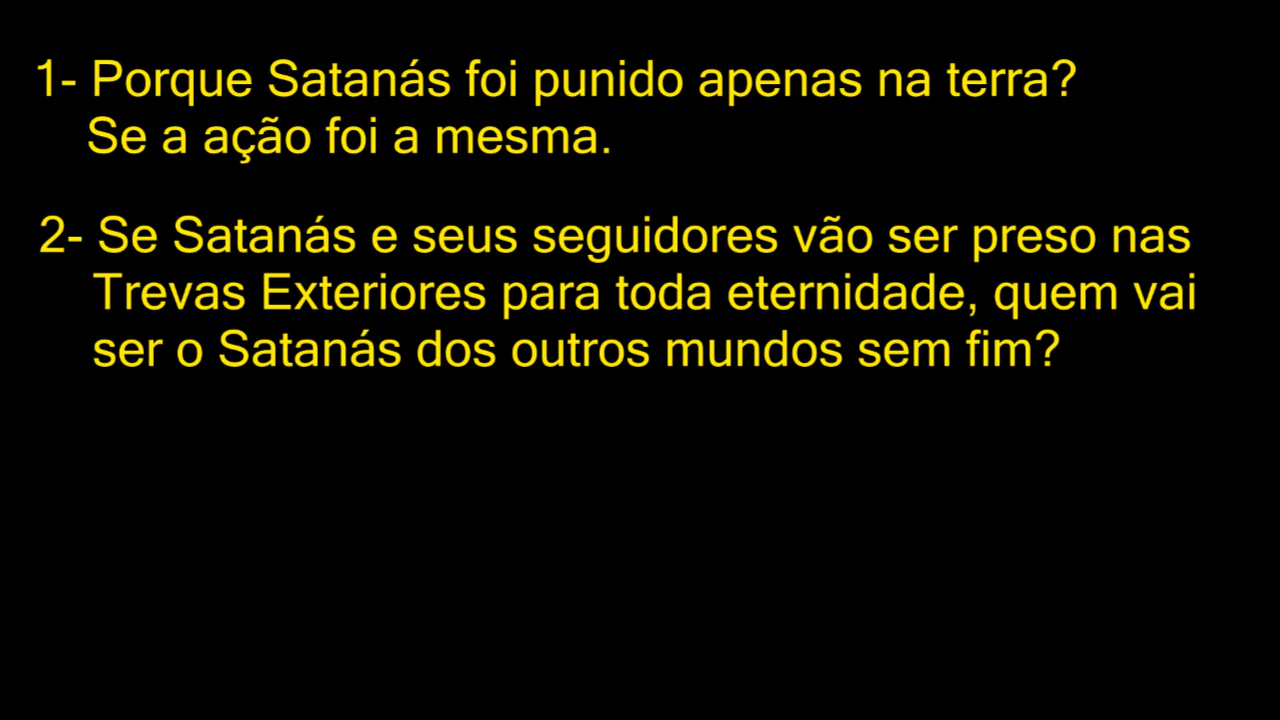 1- Porque Satanás foi punido apenas na terra?
Se a ação foi a mesma.
2- Se Satanás e seus seguidores vão ser preso nas
Trevas Exteriores para toda eternidade, quem vai
ser o Satanás dos outros mundos sem fim?